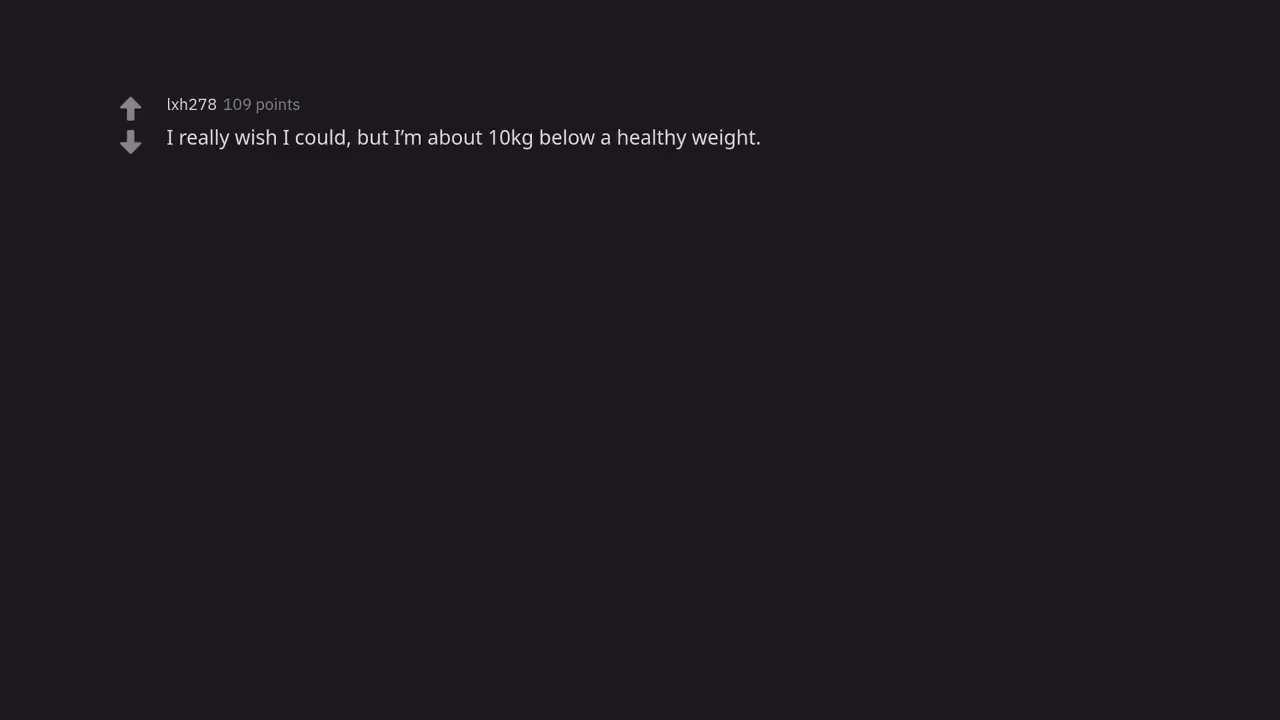 lxh278 109 points
I really wish I could, but I’m about 10kg below a healthy weight.